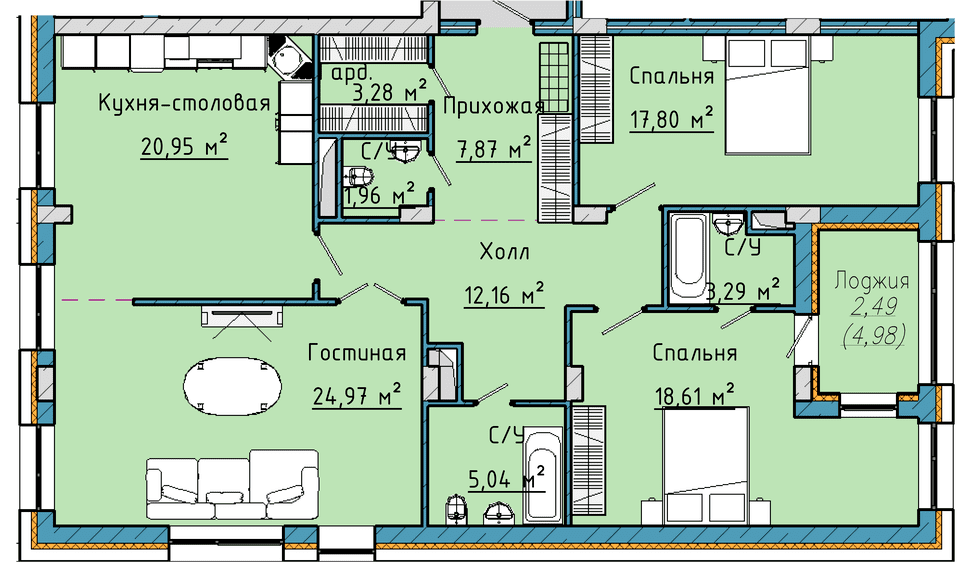 Кухня-столовая
20,95 м²
ард.
3,28 м²
Прихожая
7,87 м²
С/У
1,96 м²
Спальня
17,80 м²
Холл
12,16 м²
С/У
3,29 м²
Лоджия
2,49
(4,98)
Гостиная
24,97 м²
Спальня
18,61 м²
С/У
5,04 м²